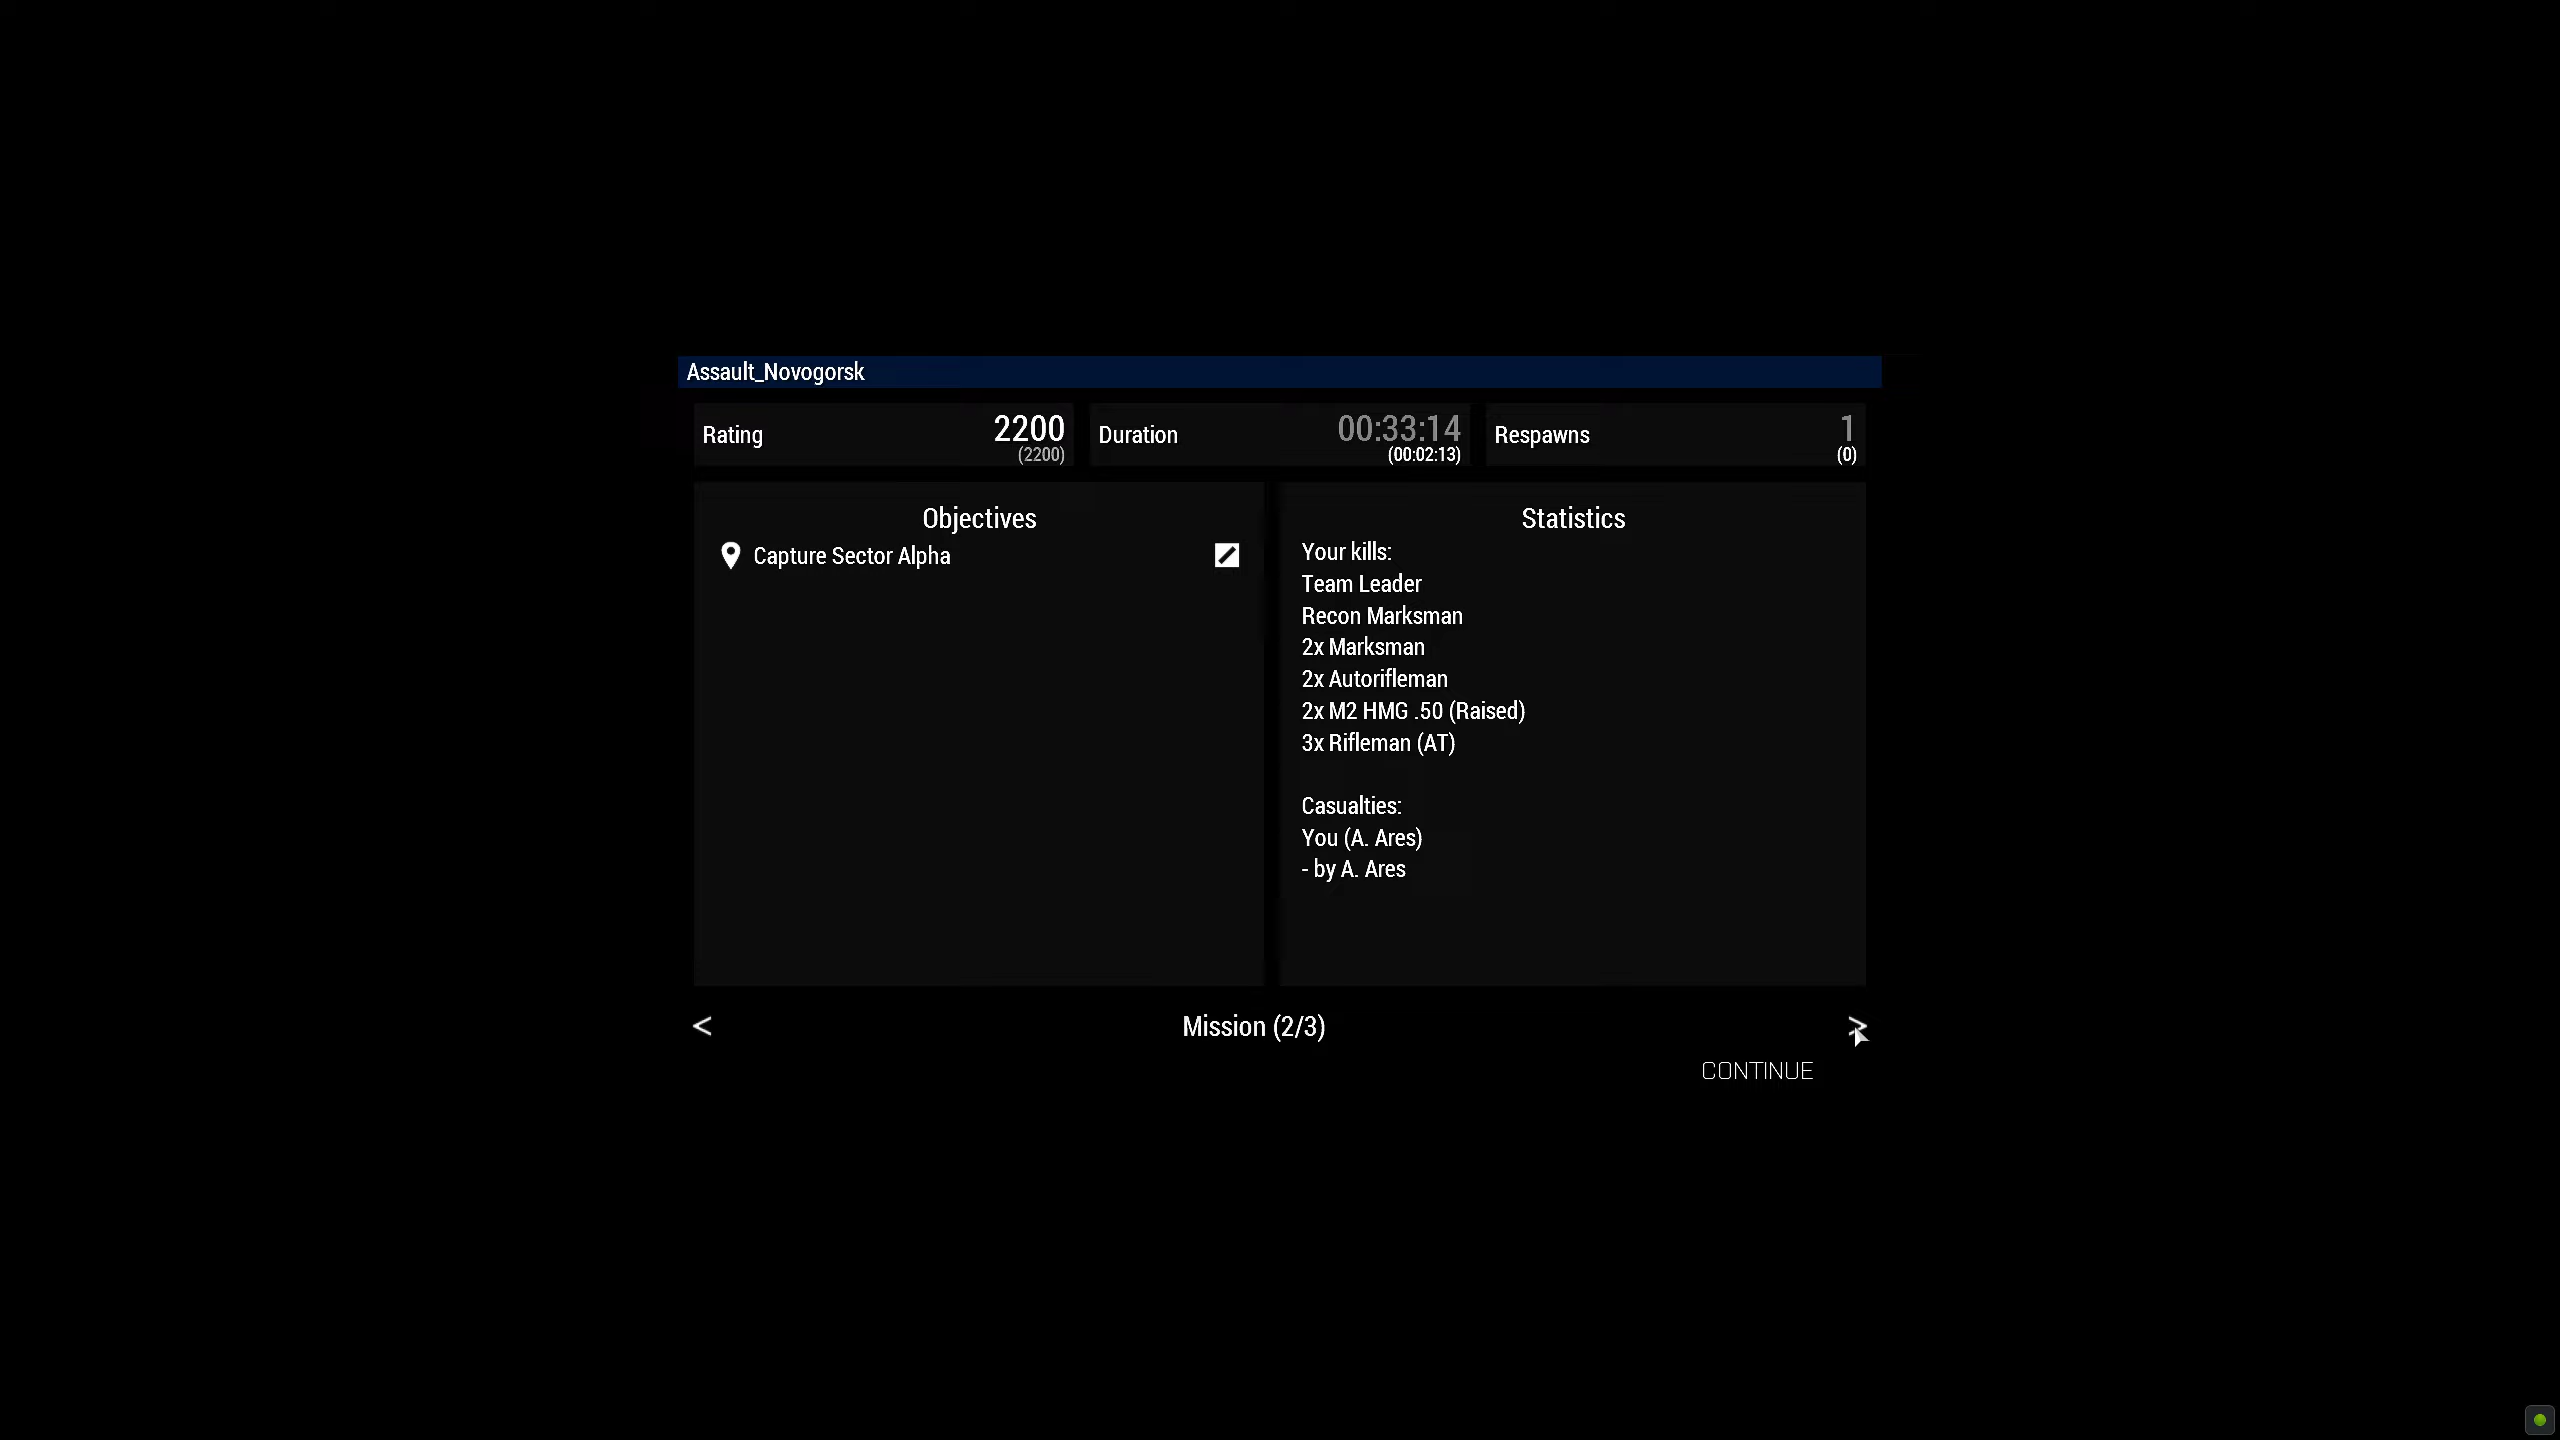 Assault_Novogorsk
Rating 2200
(2200)
Duration 00:33:14
(00:02:13)
Respawns 1
(0)
Objectives
Capture Sector Alpha
Statistics
Your kills:
Team Leader
Recon Marksman
2x Marksman
2x Autorifleman
2x M2 HMG .50 (Raised)
3x Rifleman (AT)
Casualties:
You (A. Ares)
- by A. Ares
< Mission (2/3) >
CONTINUE